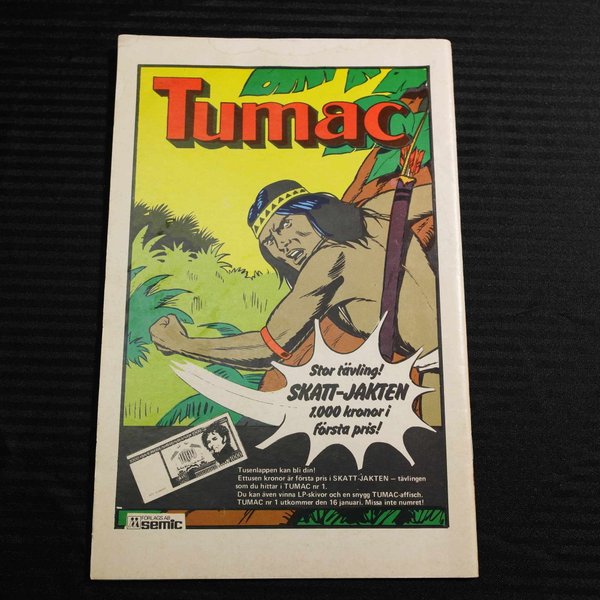 Tumac
Stor tävling!
SKATT-JAKTEN
1.000 kronor i
första pris!
Tusenlappen kan bli din!
Ettusen kronor är första pris i SKATT-JAKTEN – tävlingen
som du hittar i TUMAC nr 1.
Du kan även vinna LP-skivor och en snygg TUMAC-affisch.
TUMAC nr 1 utkommer den 16 januari. Missa inte numret!
FÖRLAGS AB
semic